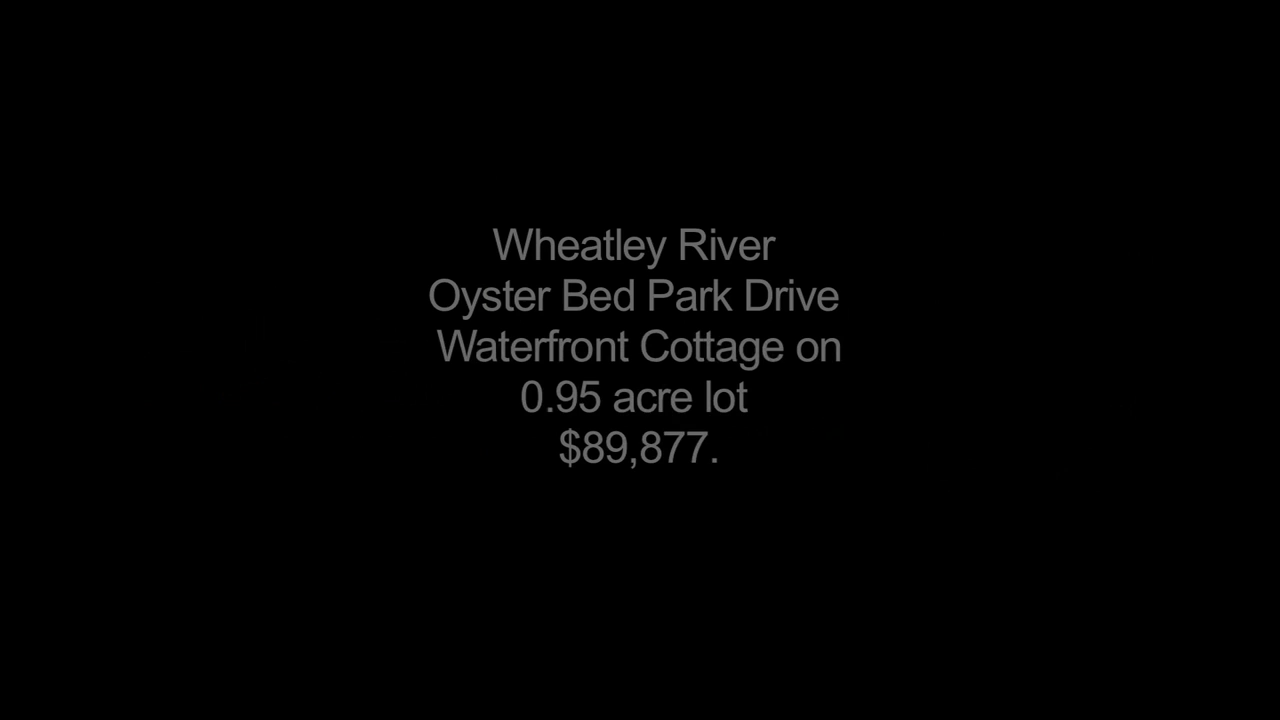 Wheatley River
Oyster Bed Park Drive
Waterfront Cottage on
0.95 acre lot
$89,877.